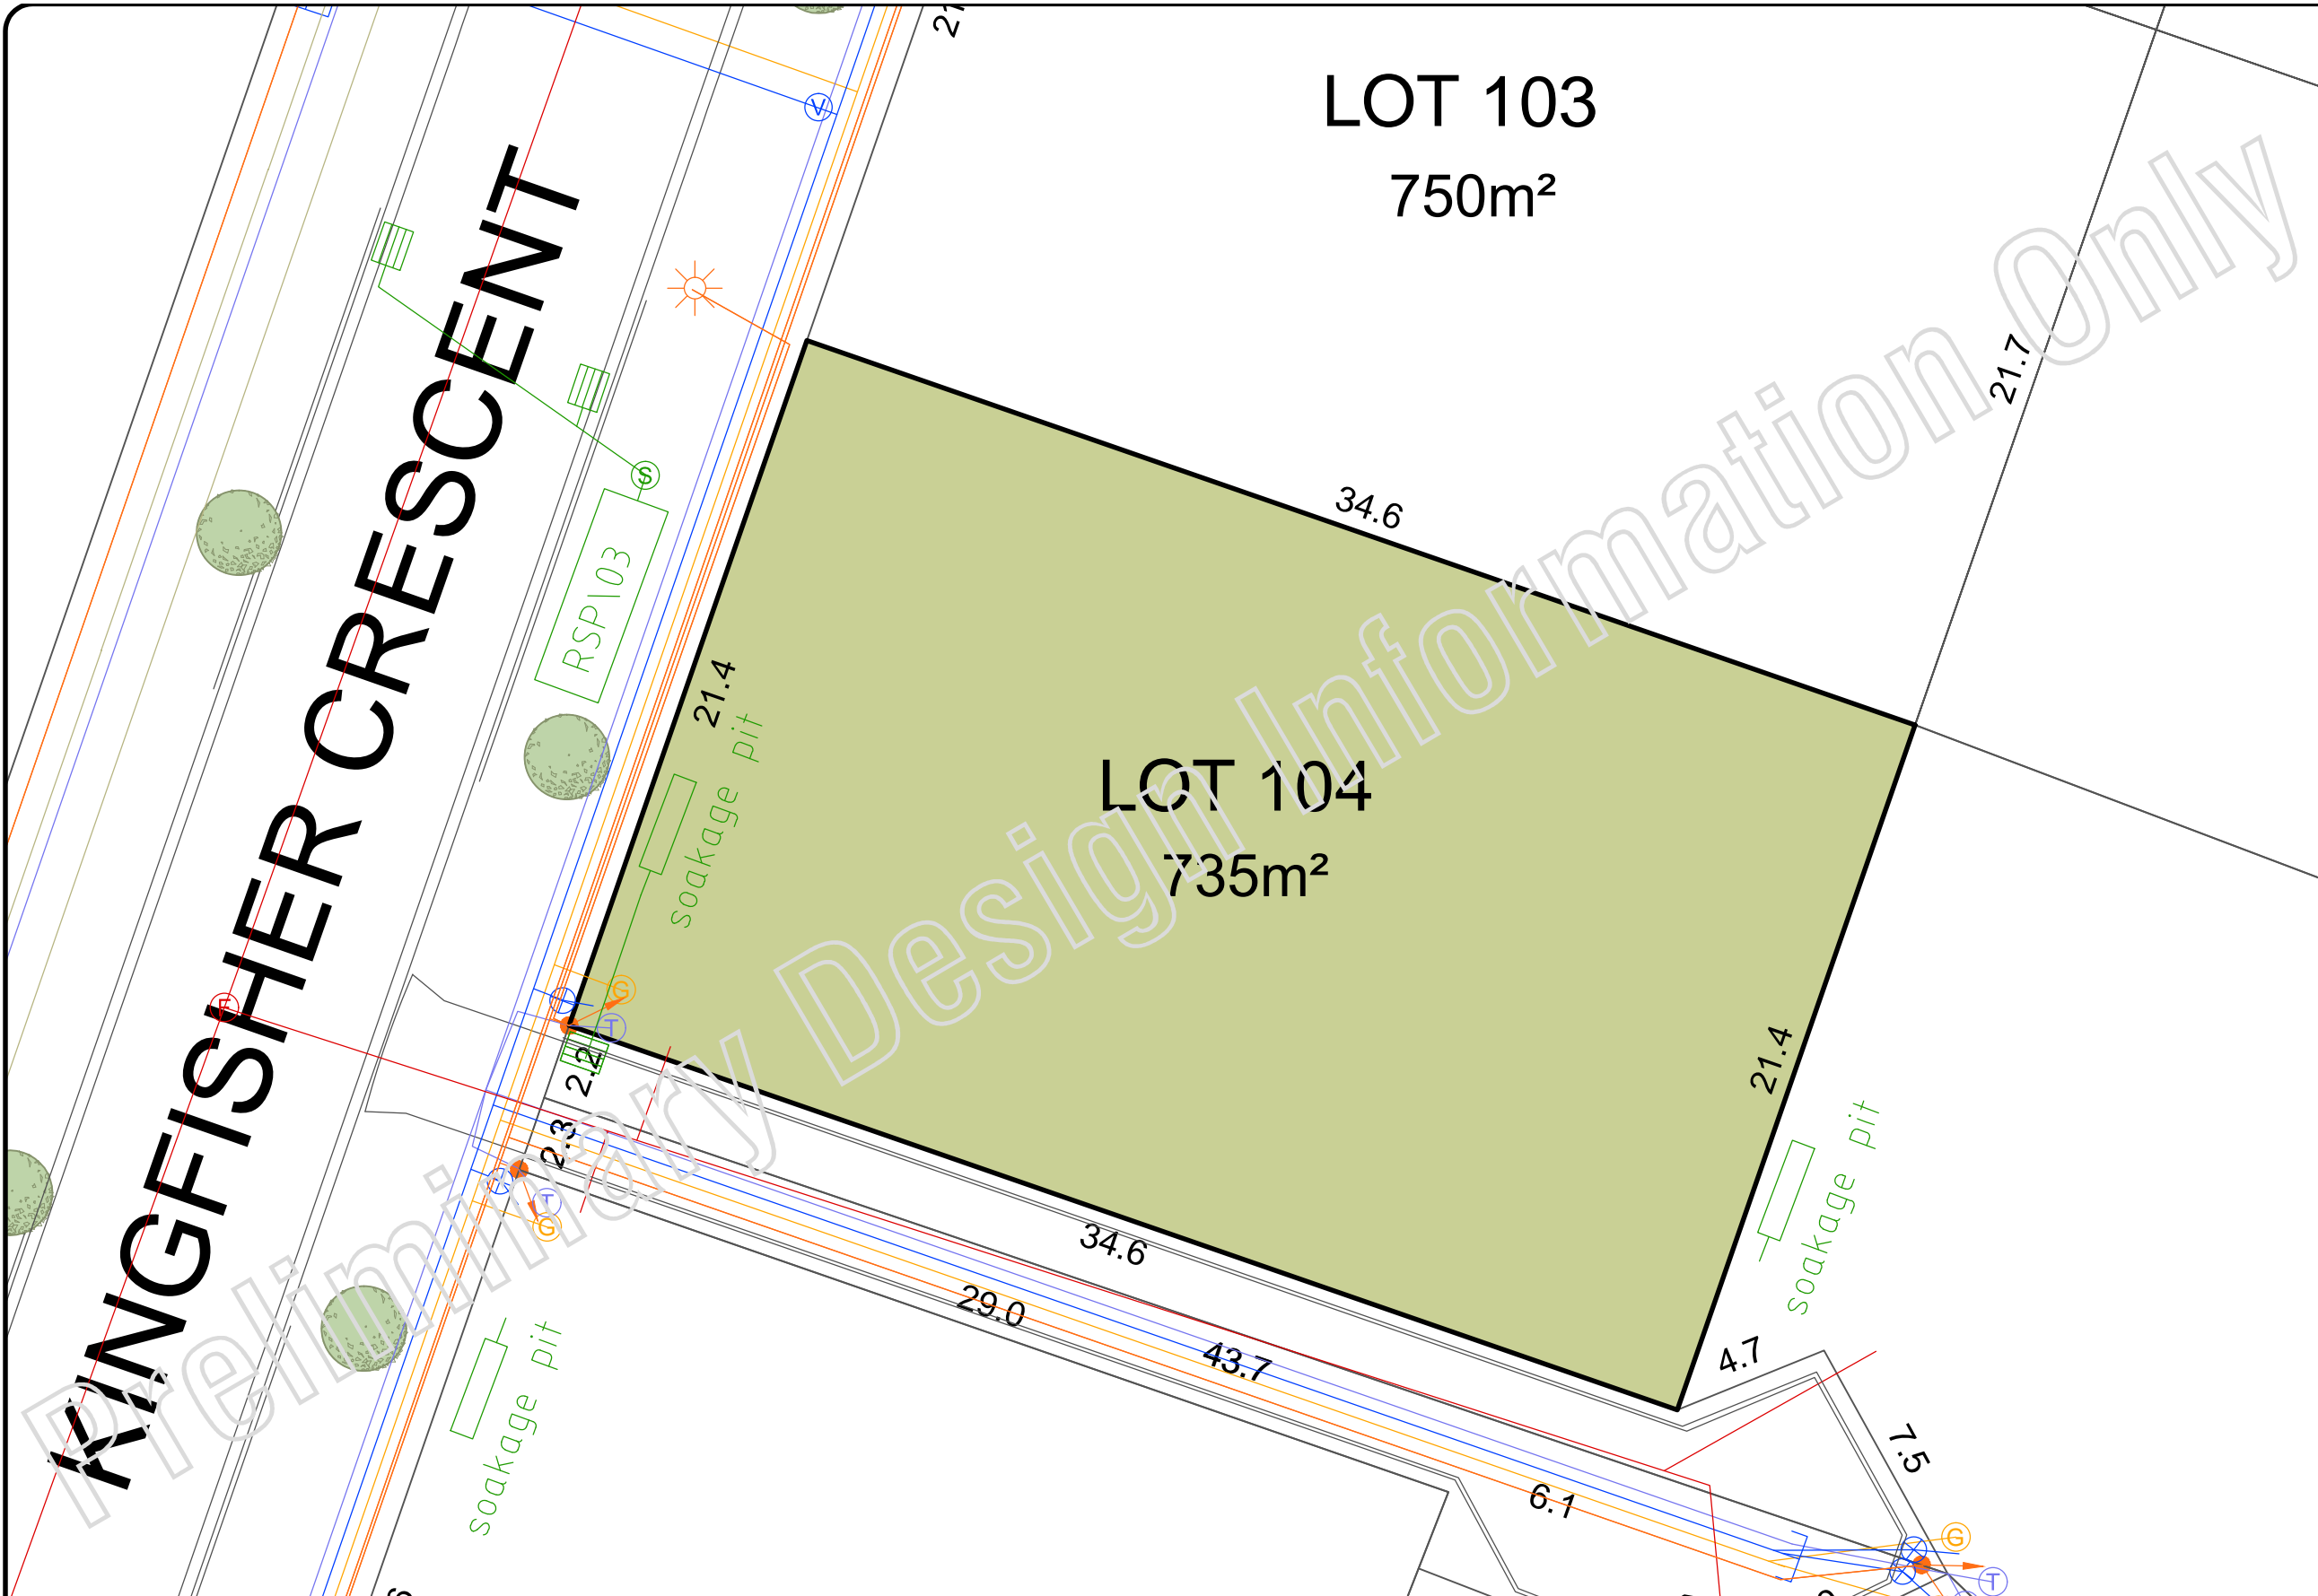 LOT 103
750m²
21.7
KINGFISHER CRESCENT
V
S
34.6
RSP103
21.4
soakage pit
LOT 104
735m²
Preliminary Design Information Only
F
G
T
2.2
21.4
soakage pit
2.3
T
G
34.6
29.0
43.7
4.7
7.5
soakage pit
6.1
G
T